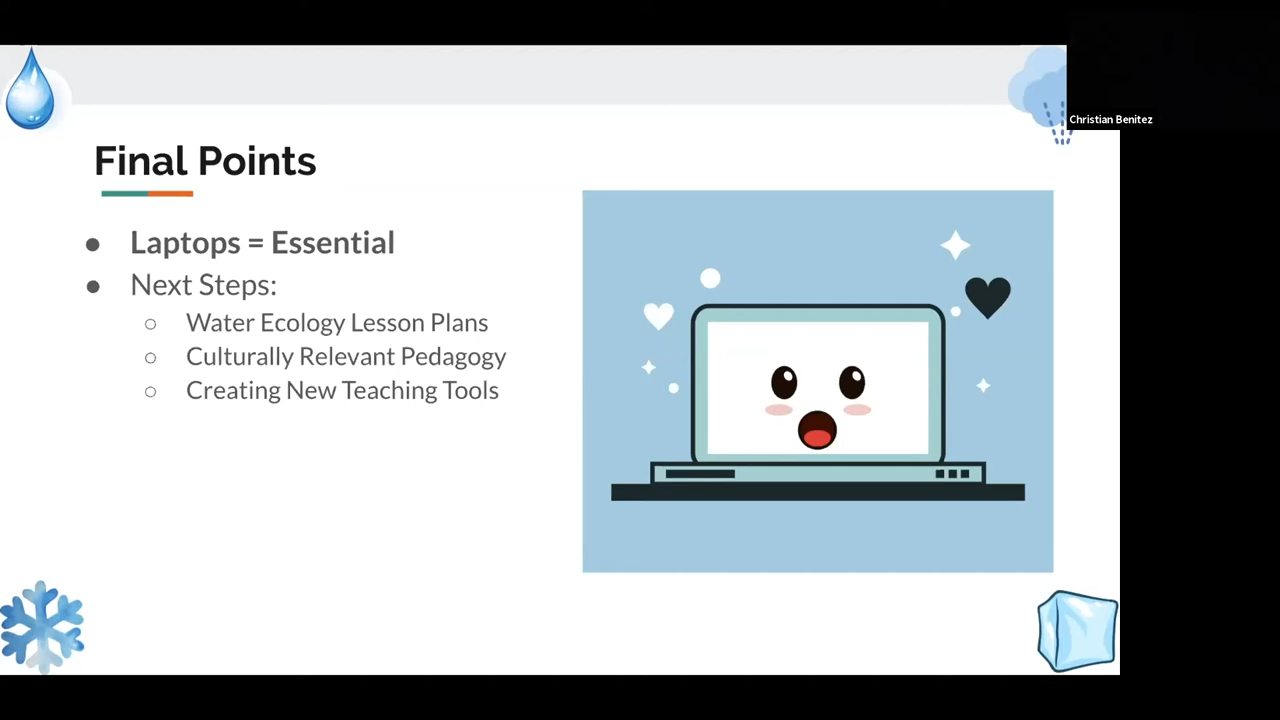 Christian Benitez
Final Points
● Laptops = Essential
● Next Steps:
○ Water Ecology Lesson Plans
○ Culturally Relevant Pedagogy
○ Creating New Teaching Tools